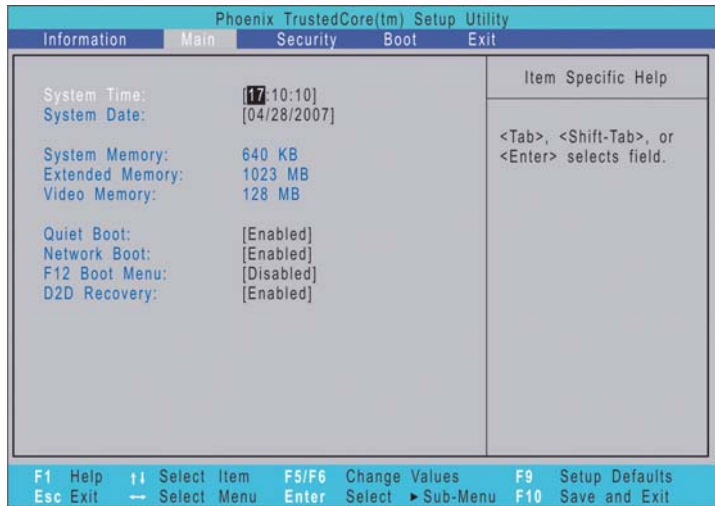 Phoenix TrustedCore(tm) Setup Utility
Information Main Security Boot Exit
Item Specific Help
System Time: [17:10:10]
System Date: [04/28/2007]
<Tab>, <Shift-Tab>, or
<Enter> selects field.
System Memory: 640 KB
Extended Memory: 1023 MB
Video Memory: 128 MB
Quiet Boot: [Enabled]
Network Boot: [Enabled]
F12 Boot Menu: [Disabled]
D2D Recovery: [Enabled]
F1 Help ↑↓ Select Item F5/F6 Change Values F9 Setup Defaults
Esc Exit ↔ Select Menu Enter Select ▶Sub-Menu F10 Save and Exit